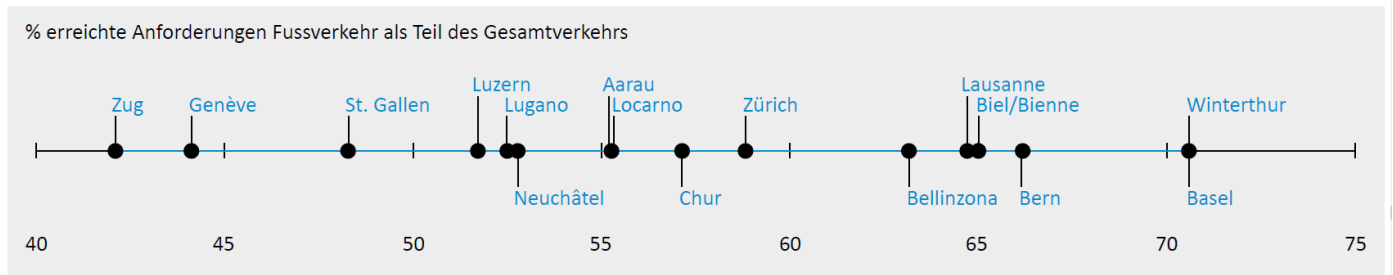 % erreichte Anforderungen Fussverkehr als Teil des Gesamtverkehrs
Luzern Aarau Lausanne
Zug Genève St. Gallen Lugano Locarno Zürich Biel/Bienne Winterthur
Neuchâtel Chur Bellinzona Bern Basel
40 45 50 55 60 65 70 75